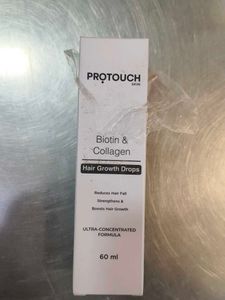 PROTOUCH
SKIN
Biotin &
Collagen
Hair Growth Drops
Reduces Hair Fall
Strengthens &
Boosts Hair Growth
ULTRA-CONCENTRATED
FORMULA
60 ml